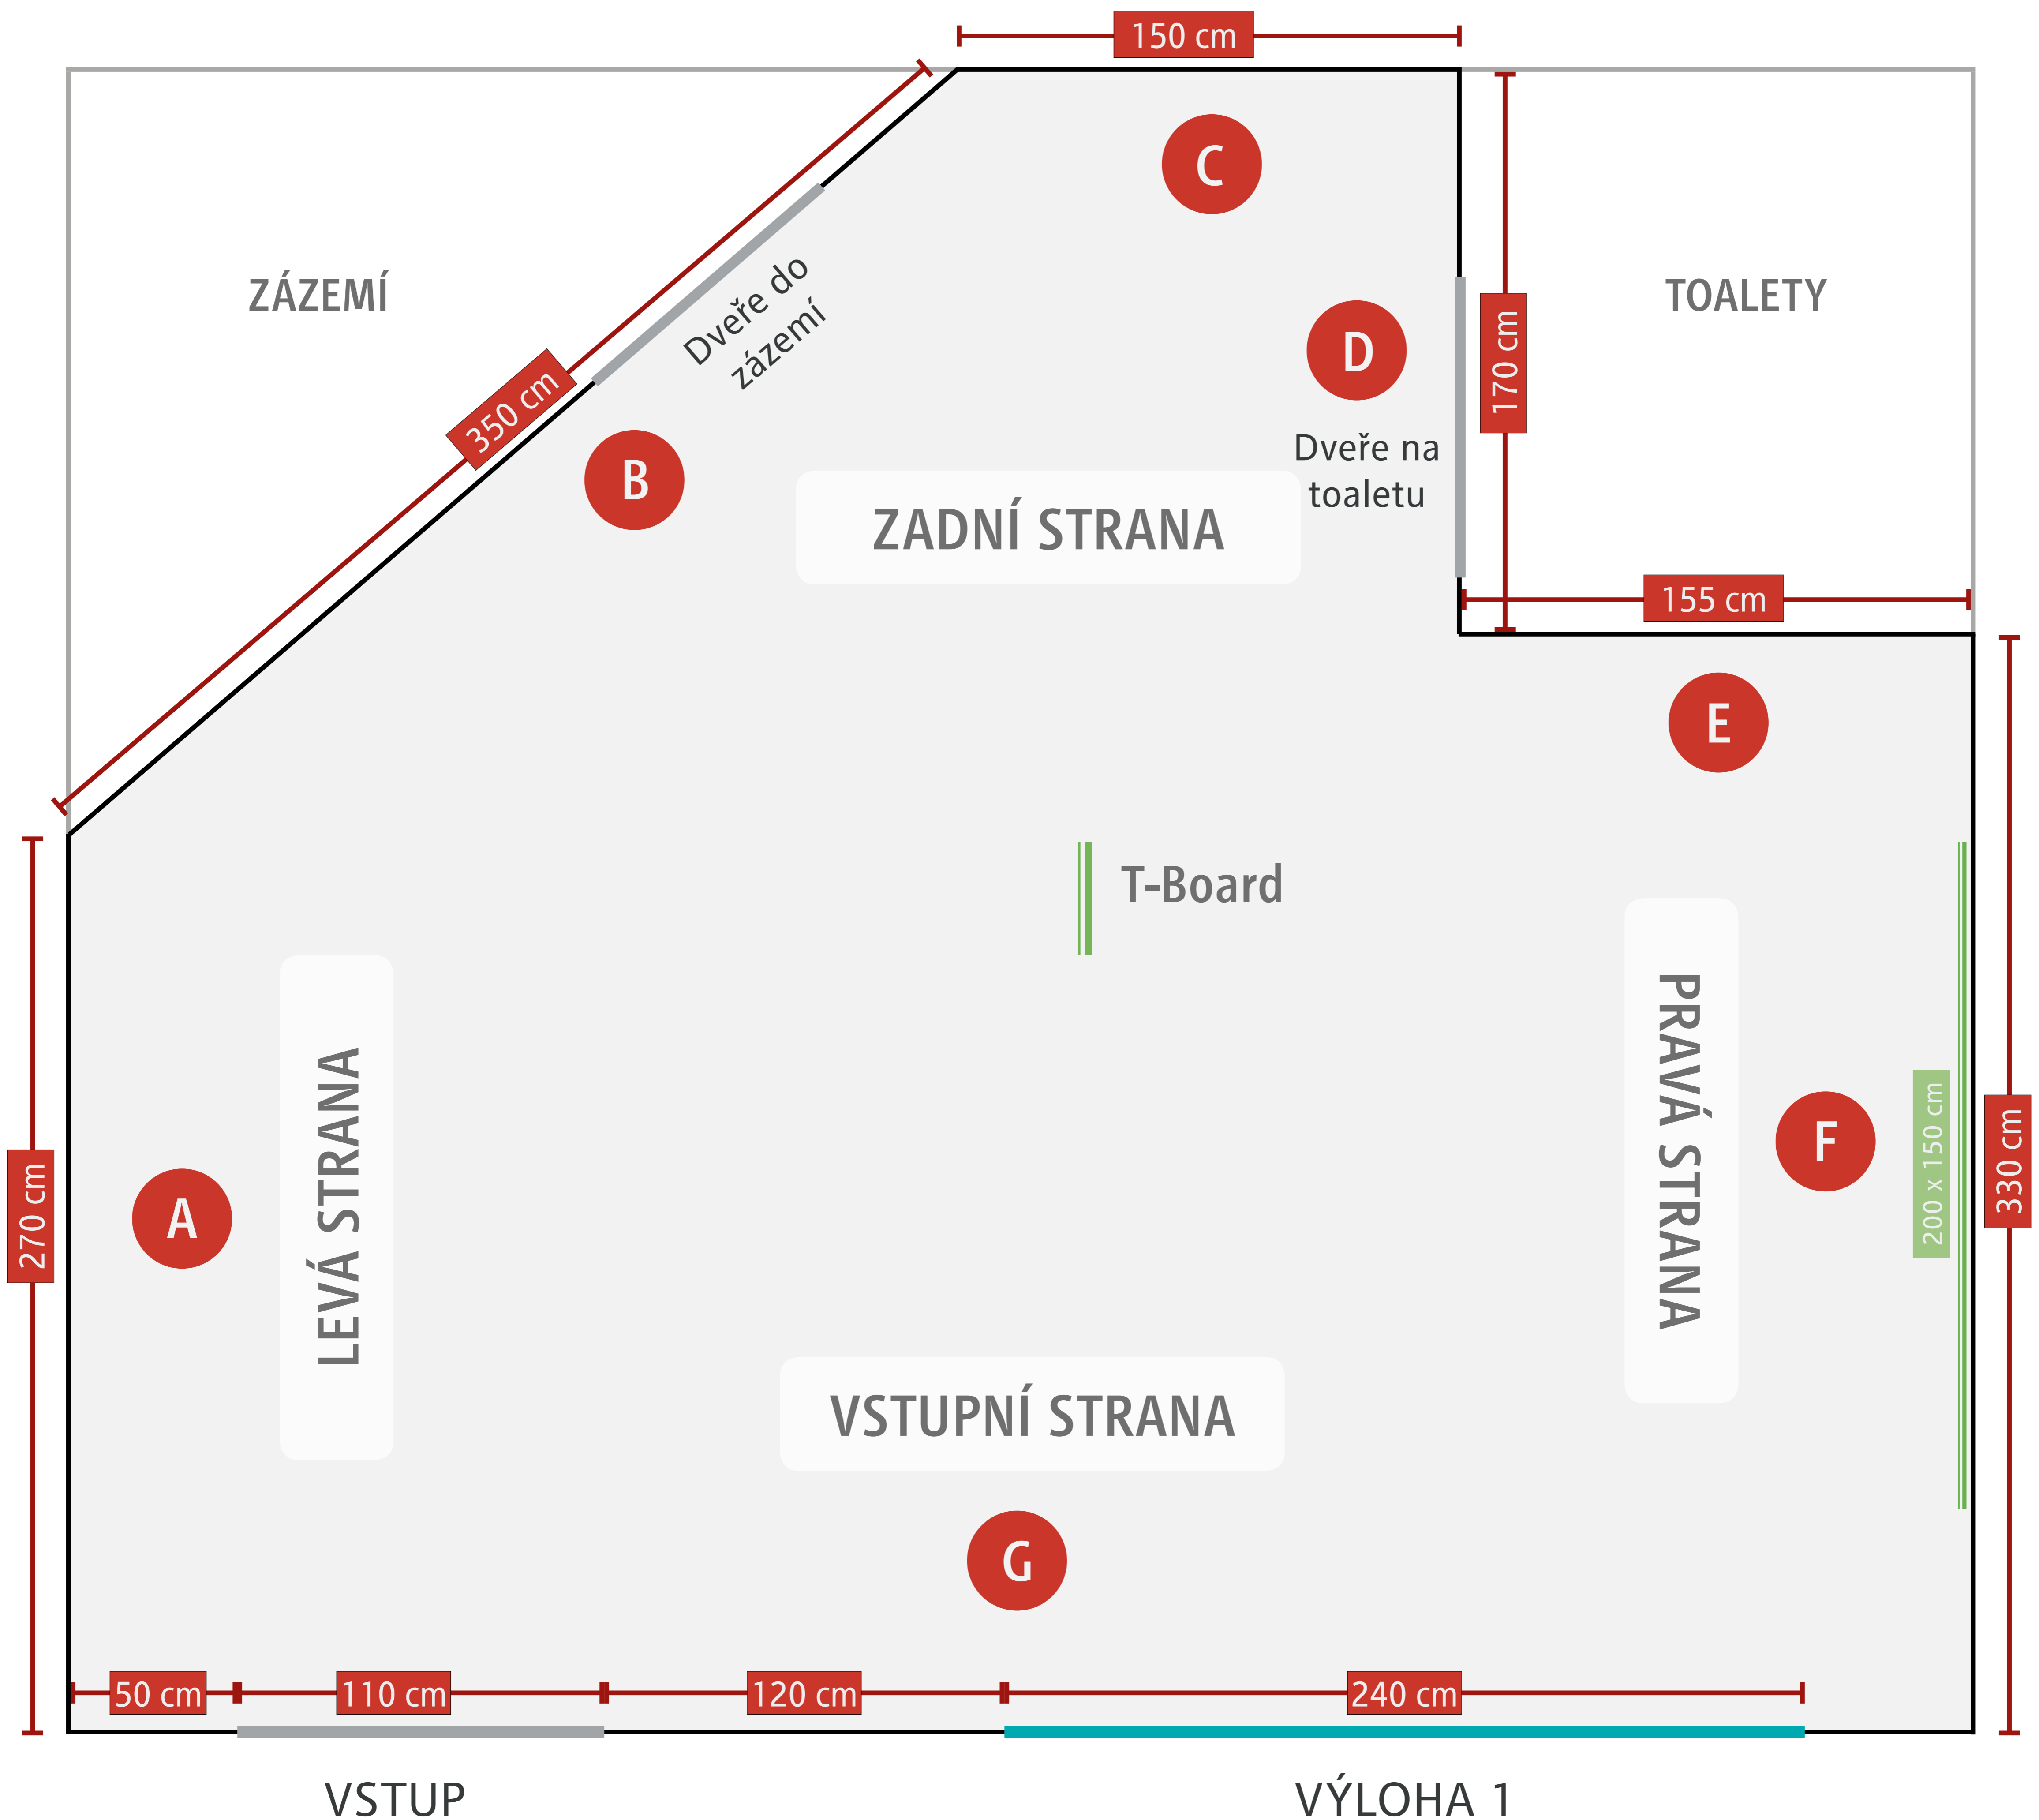 150 cm
C
ZÁZEMÍ
TOALETY
Dveře do
zázemí
D
170 cm
350 cm
B
Dveře na
toaletu
ZADNÍ STRANA
155 cm
E
T-Board
LEVÁ STRANA
PRAVÁ STRANA
A
270 cm
F
200 x 150 cm
330 cm
VSTUPNÍ STRANA
G
50 cm
110 cm
120 cm
240 cm
VSTUP
VÝLOHA 1